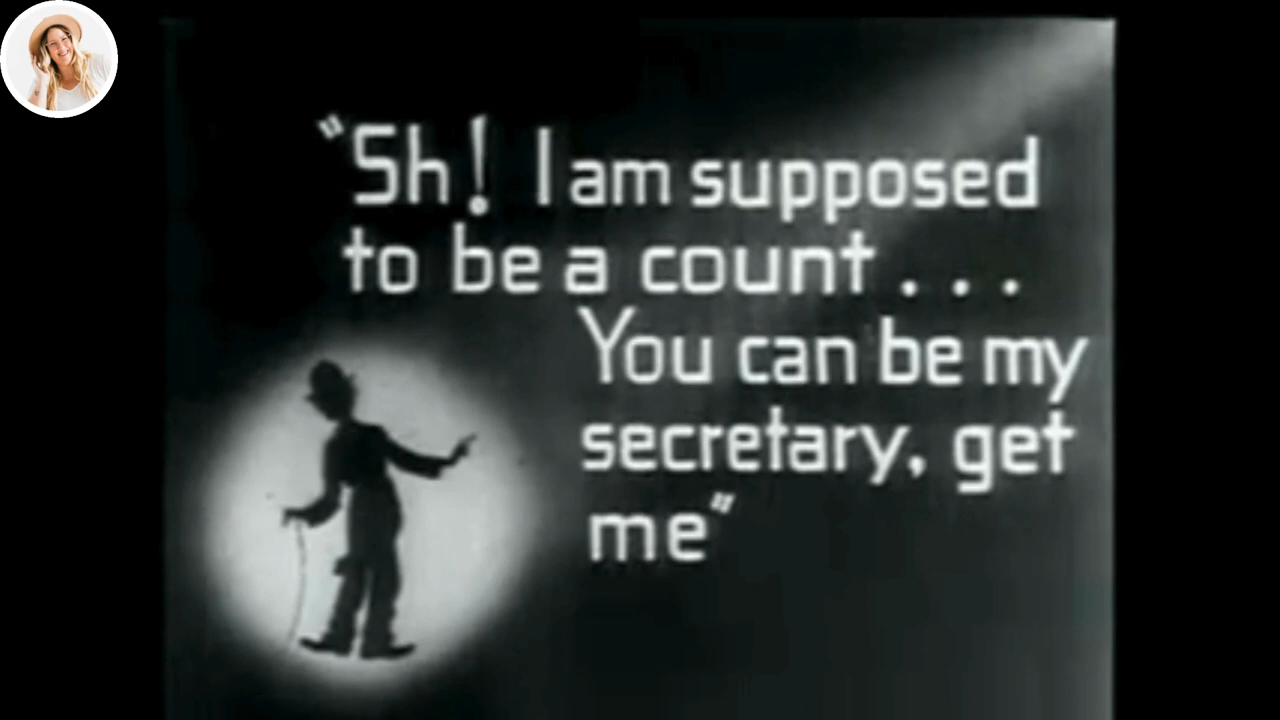 "Sh! I am supposed
to be a count . . .
You can be my
secretary, get
me"